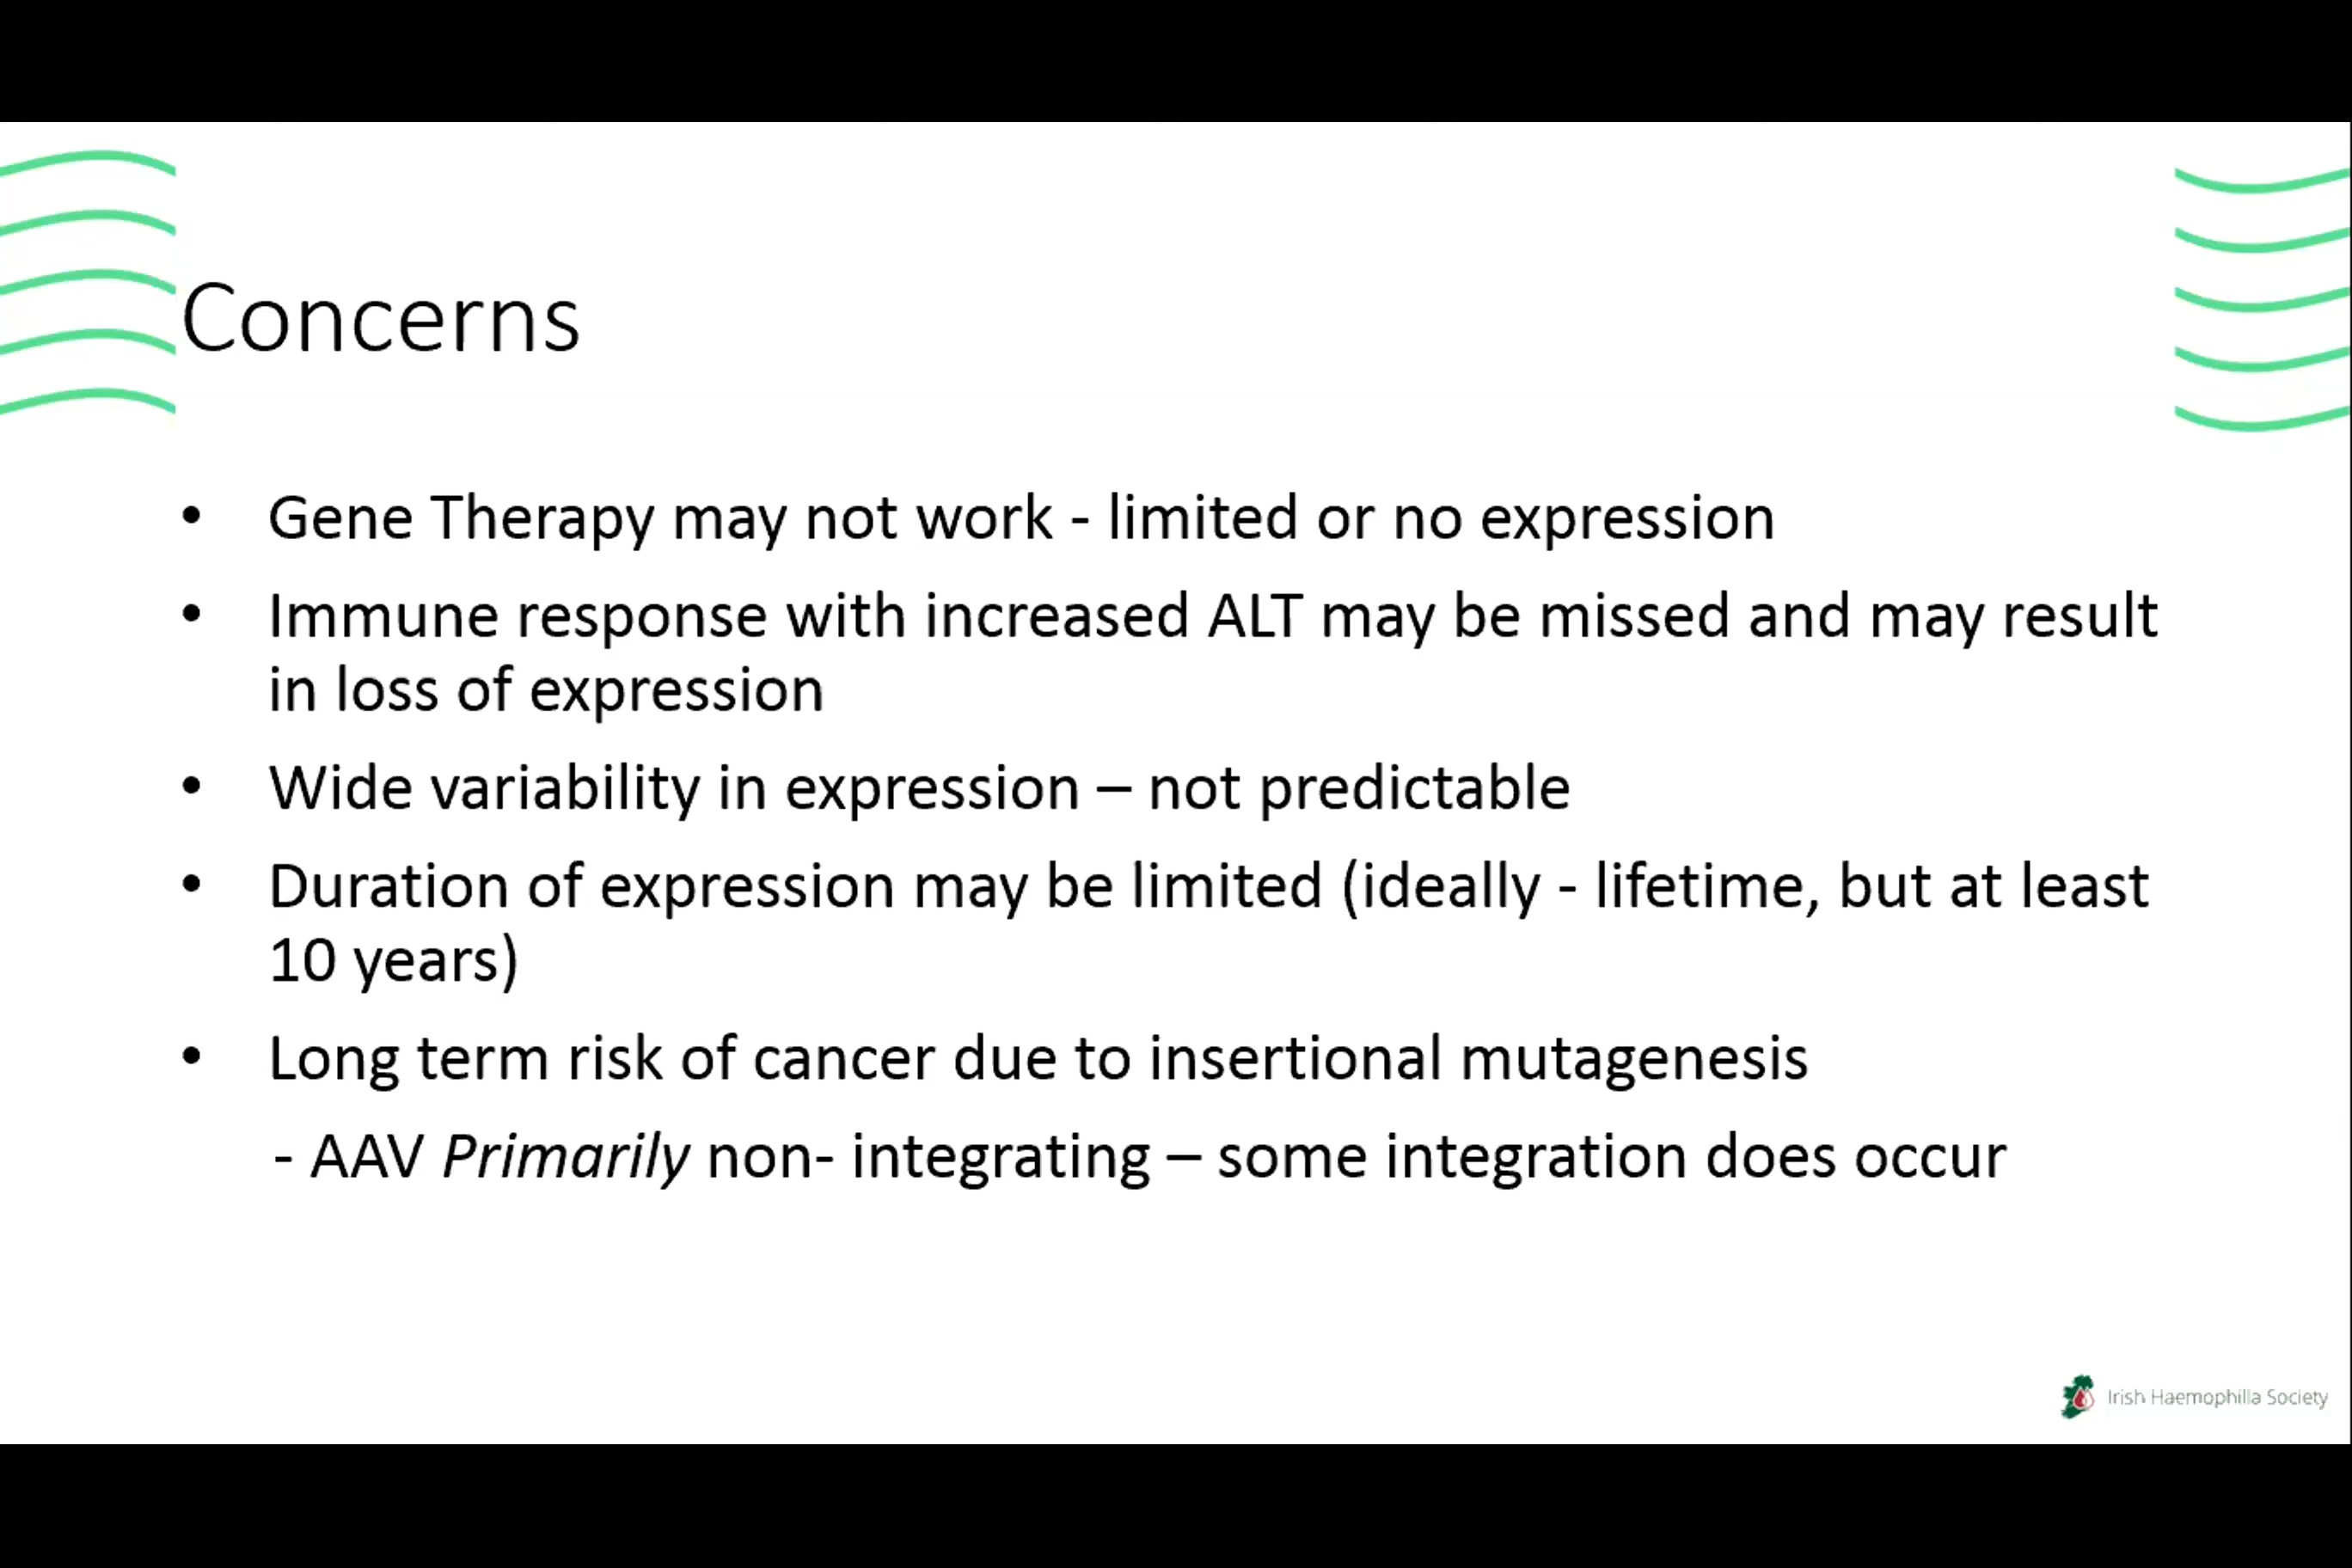 Concerns
• Gene Therapy may not work - limited or no expression
• Immune response with increased ALT may be missed and may result
in loss of expression
• Wide variability in expression – not predictable
• Duration of expression may be limited (ideally - lifetime, but at least
10 years)
• Long term risk of cancer due to insertional mutagenesis
- AAV Primarily non- integrating – some integration does occur
Irish Haemophilia Society